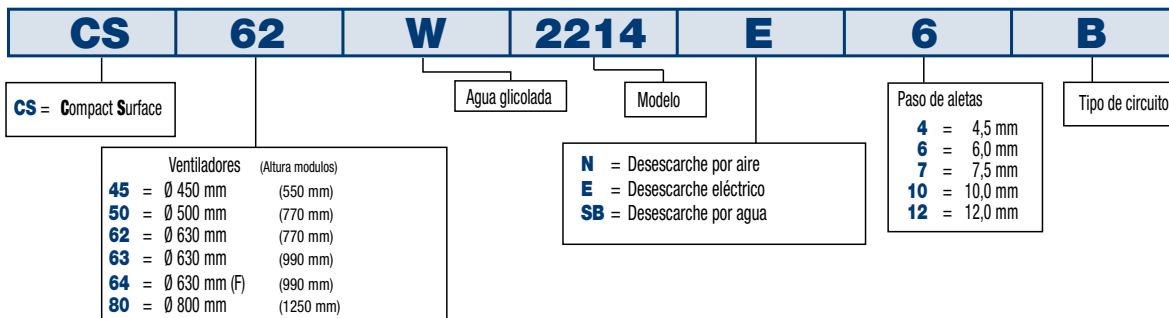 CS 62 W 2214 E 6 B
CS = Compact Surface
Ventiladores (Altura modulos)
45 = Ø 450 mm (550 mm)
50 = Ø 500 mm (770 mm)
62 = Ø 630 mm (770 mm)
63 = Ø 630 mm (990 mm)
64 = Ø 630 mm (F) (990 mm)
80 = Ø 800 mm (1250 mm)
Agua glicolada
Modelo
N = Desescarche por aire
E = Desescarche eléctrico
SB = Desescarche por agua
Paso de aletas
4 = 4,5 mm
6 = 6,0 mm
7 = 7,5 mm
10 = 10,0 mm
12 = 12,0 mm
Tipo de circuito